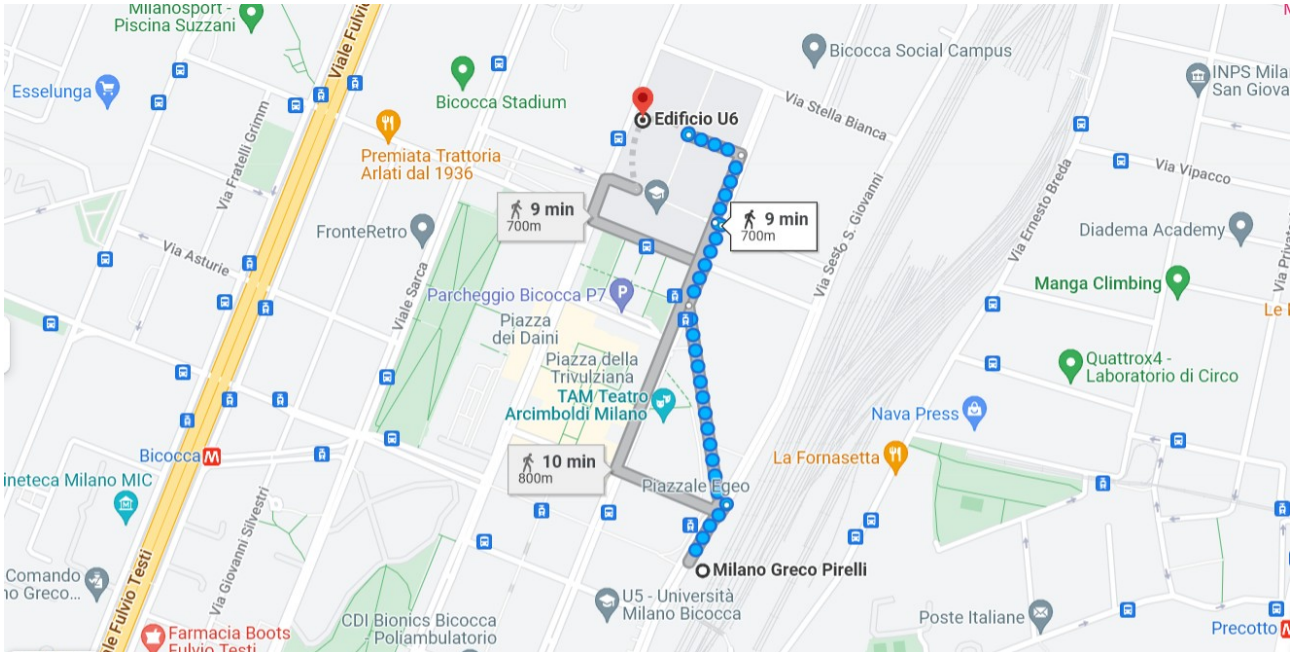 Milanosport -
Piscina Suzzani
Viale Fulvio
Bicocca Social Campus
INPS Mila
San Giova
Esselunga
Bicocca Stadium
Edificio U6
Via Stella Bianca
Premiata Trattoria
Arlati dal 1936
Via Fratelli Grimm
Via Vipacco
9 min
700m
9 min
700m
FronteRetro
Via Asturie
Via Sesto S. Giovanni
Via Ernesto Breda
Diadema Academy
Via Privata
Viale Sarca
Parcheggio Bicocca P7
P
Manga Climbing
Le
Piazza
dei Daini
Piazza della
Trivulziana
TAM Teatro
Arcimboldi Milano
Quattrox4 -
Laboratorio di Circo
Nava Press
Bicocca M
10 min
800m
La Fornasetta
ineteca Milano MIC
Piazzale Egeo
Via Giovanni Silvestri
Milano Greco Pirelli
Comando
no Greco...
le Fulvio Testi
U5 - Università
Milano Bicocca
CDI Bionics Bicocca
Poliambulatorio
Poste Italiane
Precotto M
Farmacia Boots
Fulvio Testi